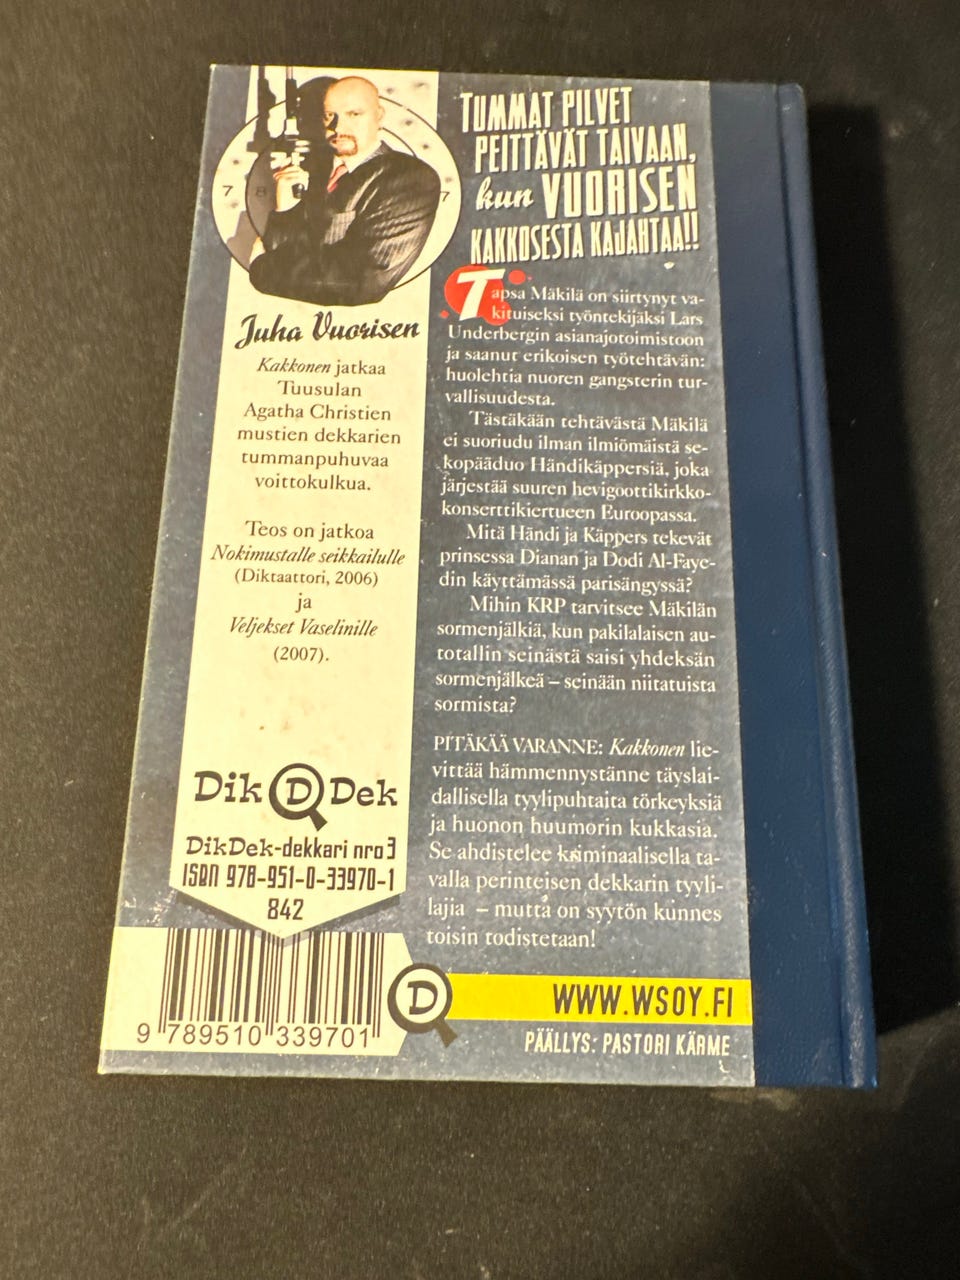 TUMMAT PILVET
PEITTÄVÄT TAIVAAN,
kun VUORISEN
KAKKOSESTA KAJAHTAA!!
7 8 7
Juha Vuorisen
Kakkonen jatkaa
Tuusulan
Agatha Christien
mustien dekkarien
tummanpuhuvaa
voittokulkua.
Teos on jatkoa
Nokimustalle seikkailulle
(Diktaattori, 2006)
ja
Veljekset Vaseliinille
(2007).
Dik D Dek
DikDek-dekkari nro 3
ISBN 978-951-0-33970-1
842
9 789510 339701
Tapsa Mäkilä on siirtynyt va-
kituiseksi työntekijäksi Lars
Underbergin asianajotoimistoon
ja saanut erikoisen työtehtävän:
huolehtia nuoren gangsterin tur-
vallisuudesta.
Tästäkään tehtävästä Mäkilä
ei suoriudu ilman ilmiömäistä se-
kopääduo Händikäppersiä, joka
järjestää suuren hevigoottikirkko-
konserttikiertueen Euroopassa.
Mitä Händi ja Käppers tekevät
prinsessa Dianan ja Dodi Al-Faye-
din käyttämässä parisängyssä?
Mihin KRP tarvitsee Mäkilän
sormenjälkiä, kun pakilalaisen au-
totallin seinästä saisi yhdeksän
sormenjälkeä – seinään niitatuista
sormista?
PITÄKÄÄ VARANNE: Kakkonen lie-
vittää hämmennystänne täyslai-
dallisella tyylipuhtaita törkeyksiä
ja huonon huumorin kukkasia.
Se ahdistelee kriminaalisella ta-
valla perinteisen dekkarin tyyli-
lajia – mutta on syytön kunnes
toisin todistetaan!
D
WWW.WSOY.FI
PÄÄLLYS: PASTORI KÄRME